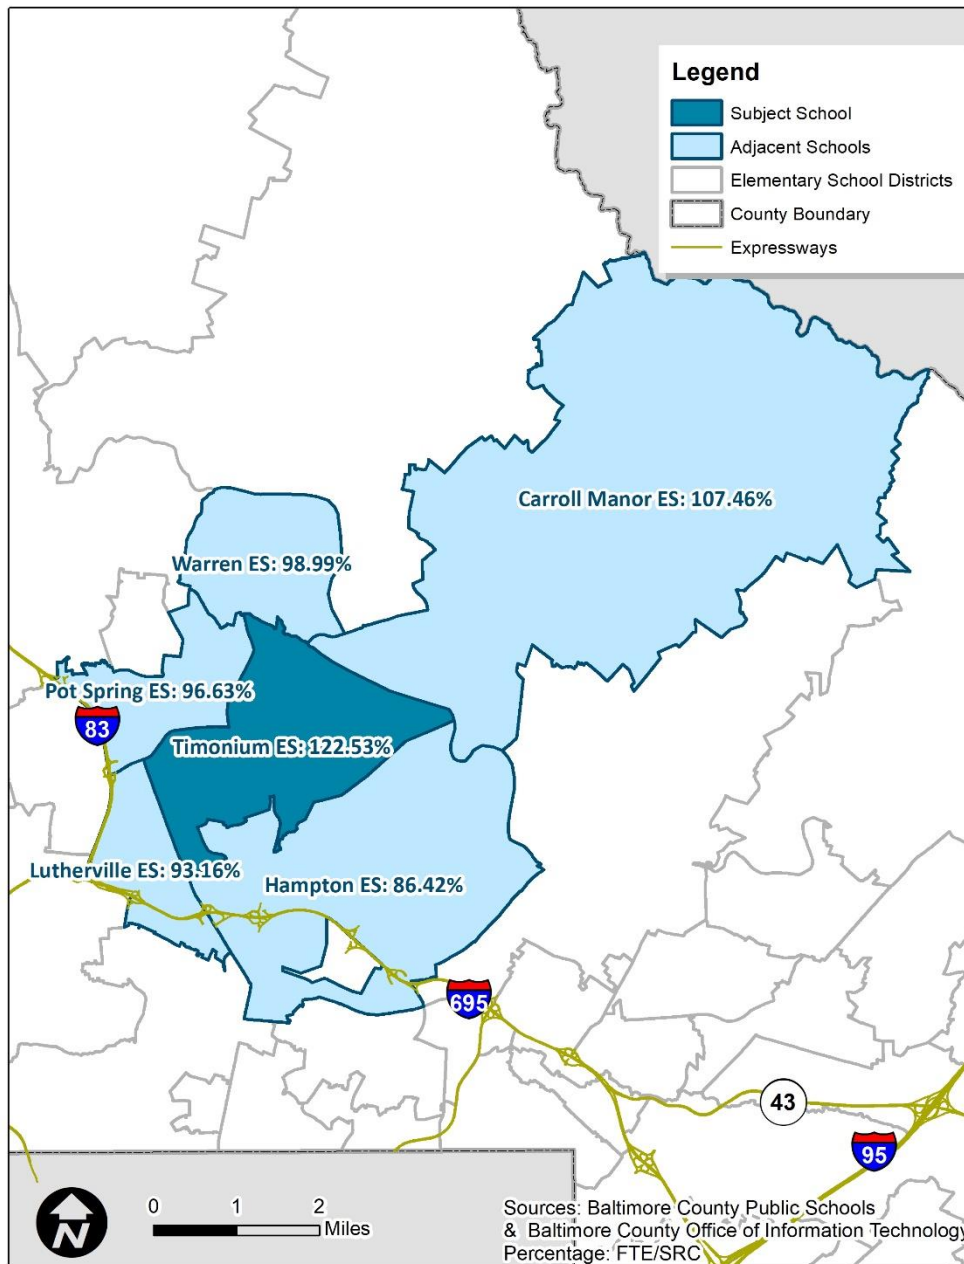 Legend
Subject School
Adjacent Schools
Elementary School Districts
County Boundary
Expressways
Carroll Manor ES: 107.46%
Warren ES: 98.99%
Pot Spring ES: 96.63%
83
Timonium ES: 122.53%
Lutherville ES: 93.16%
Hampton ES: 86.42%
695
43
95
N
0 1 2
Miles
Sources: Baltimore County Public Schools
& Baltimore County Office of Information Technology
Percentage: FTE/SRC